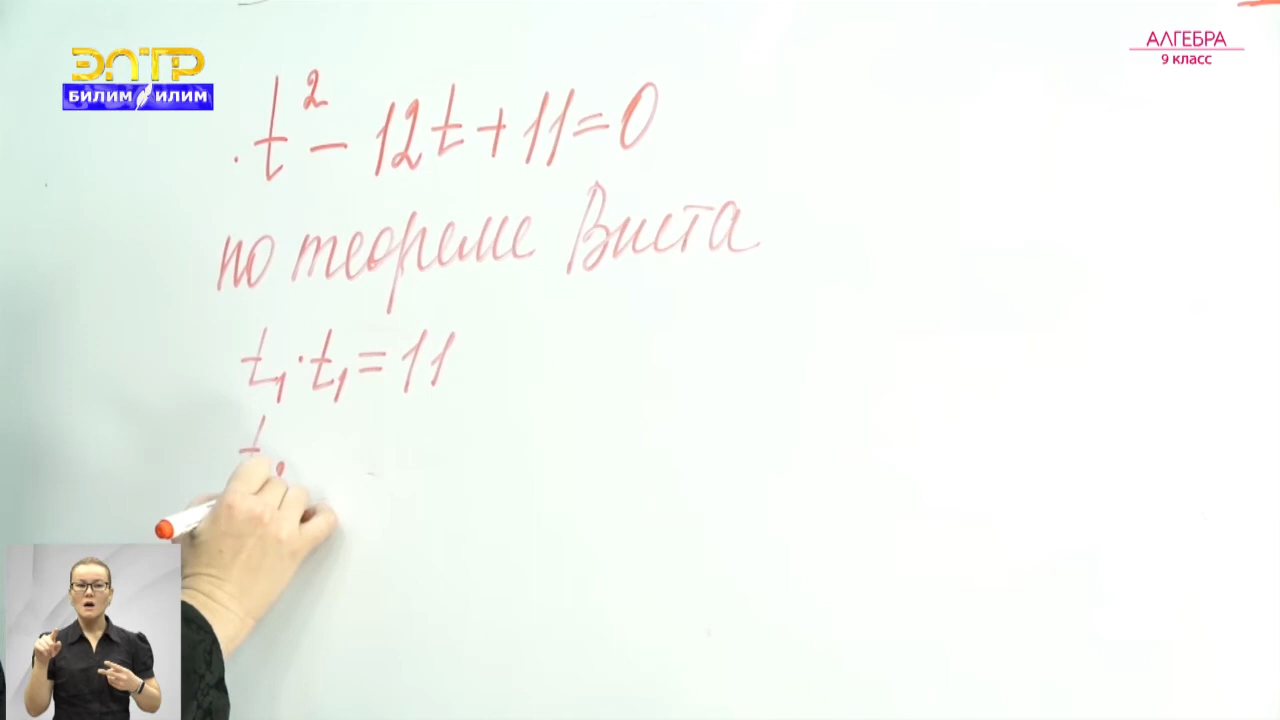 ЭЛТР
БИЛИМ ИЛИМ
АЛГЕБРА
9 класс
t² - 12t + 11 = 0
по теореме Виета
t₁ · t₁ = 11
t